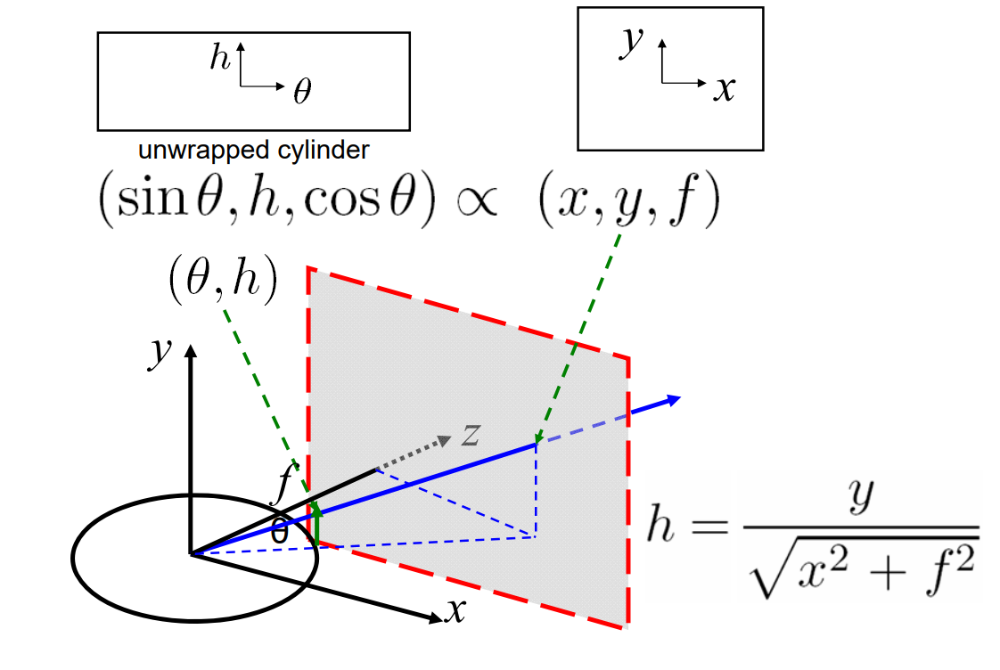 h
θ
y
x
unwrapped cylinder
(sin θ, h, cos θ) ∝ (x, y, f)
(θ, h)
y
z
f
θ
x
h = y / √(x² + f²)